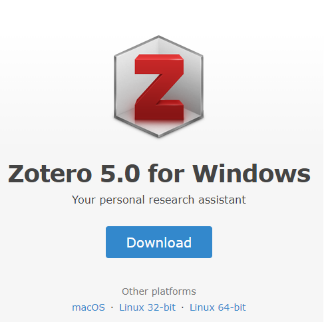 Z
Zotero 5.0 for Windows
Your personal research assistant
Download
Other platforms
macOS · Linux 32-bit · Linux 64-bit